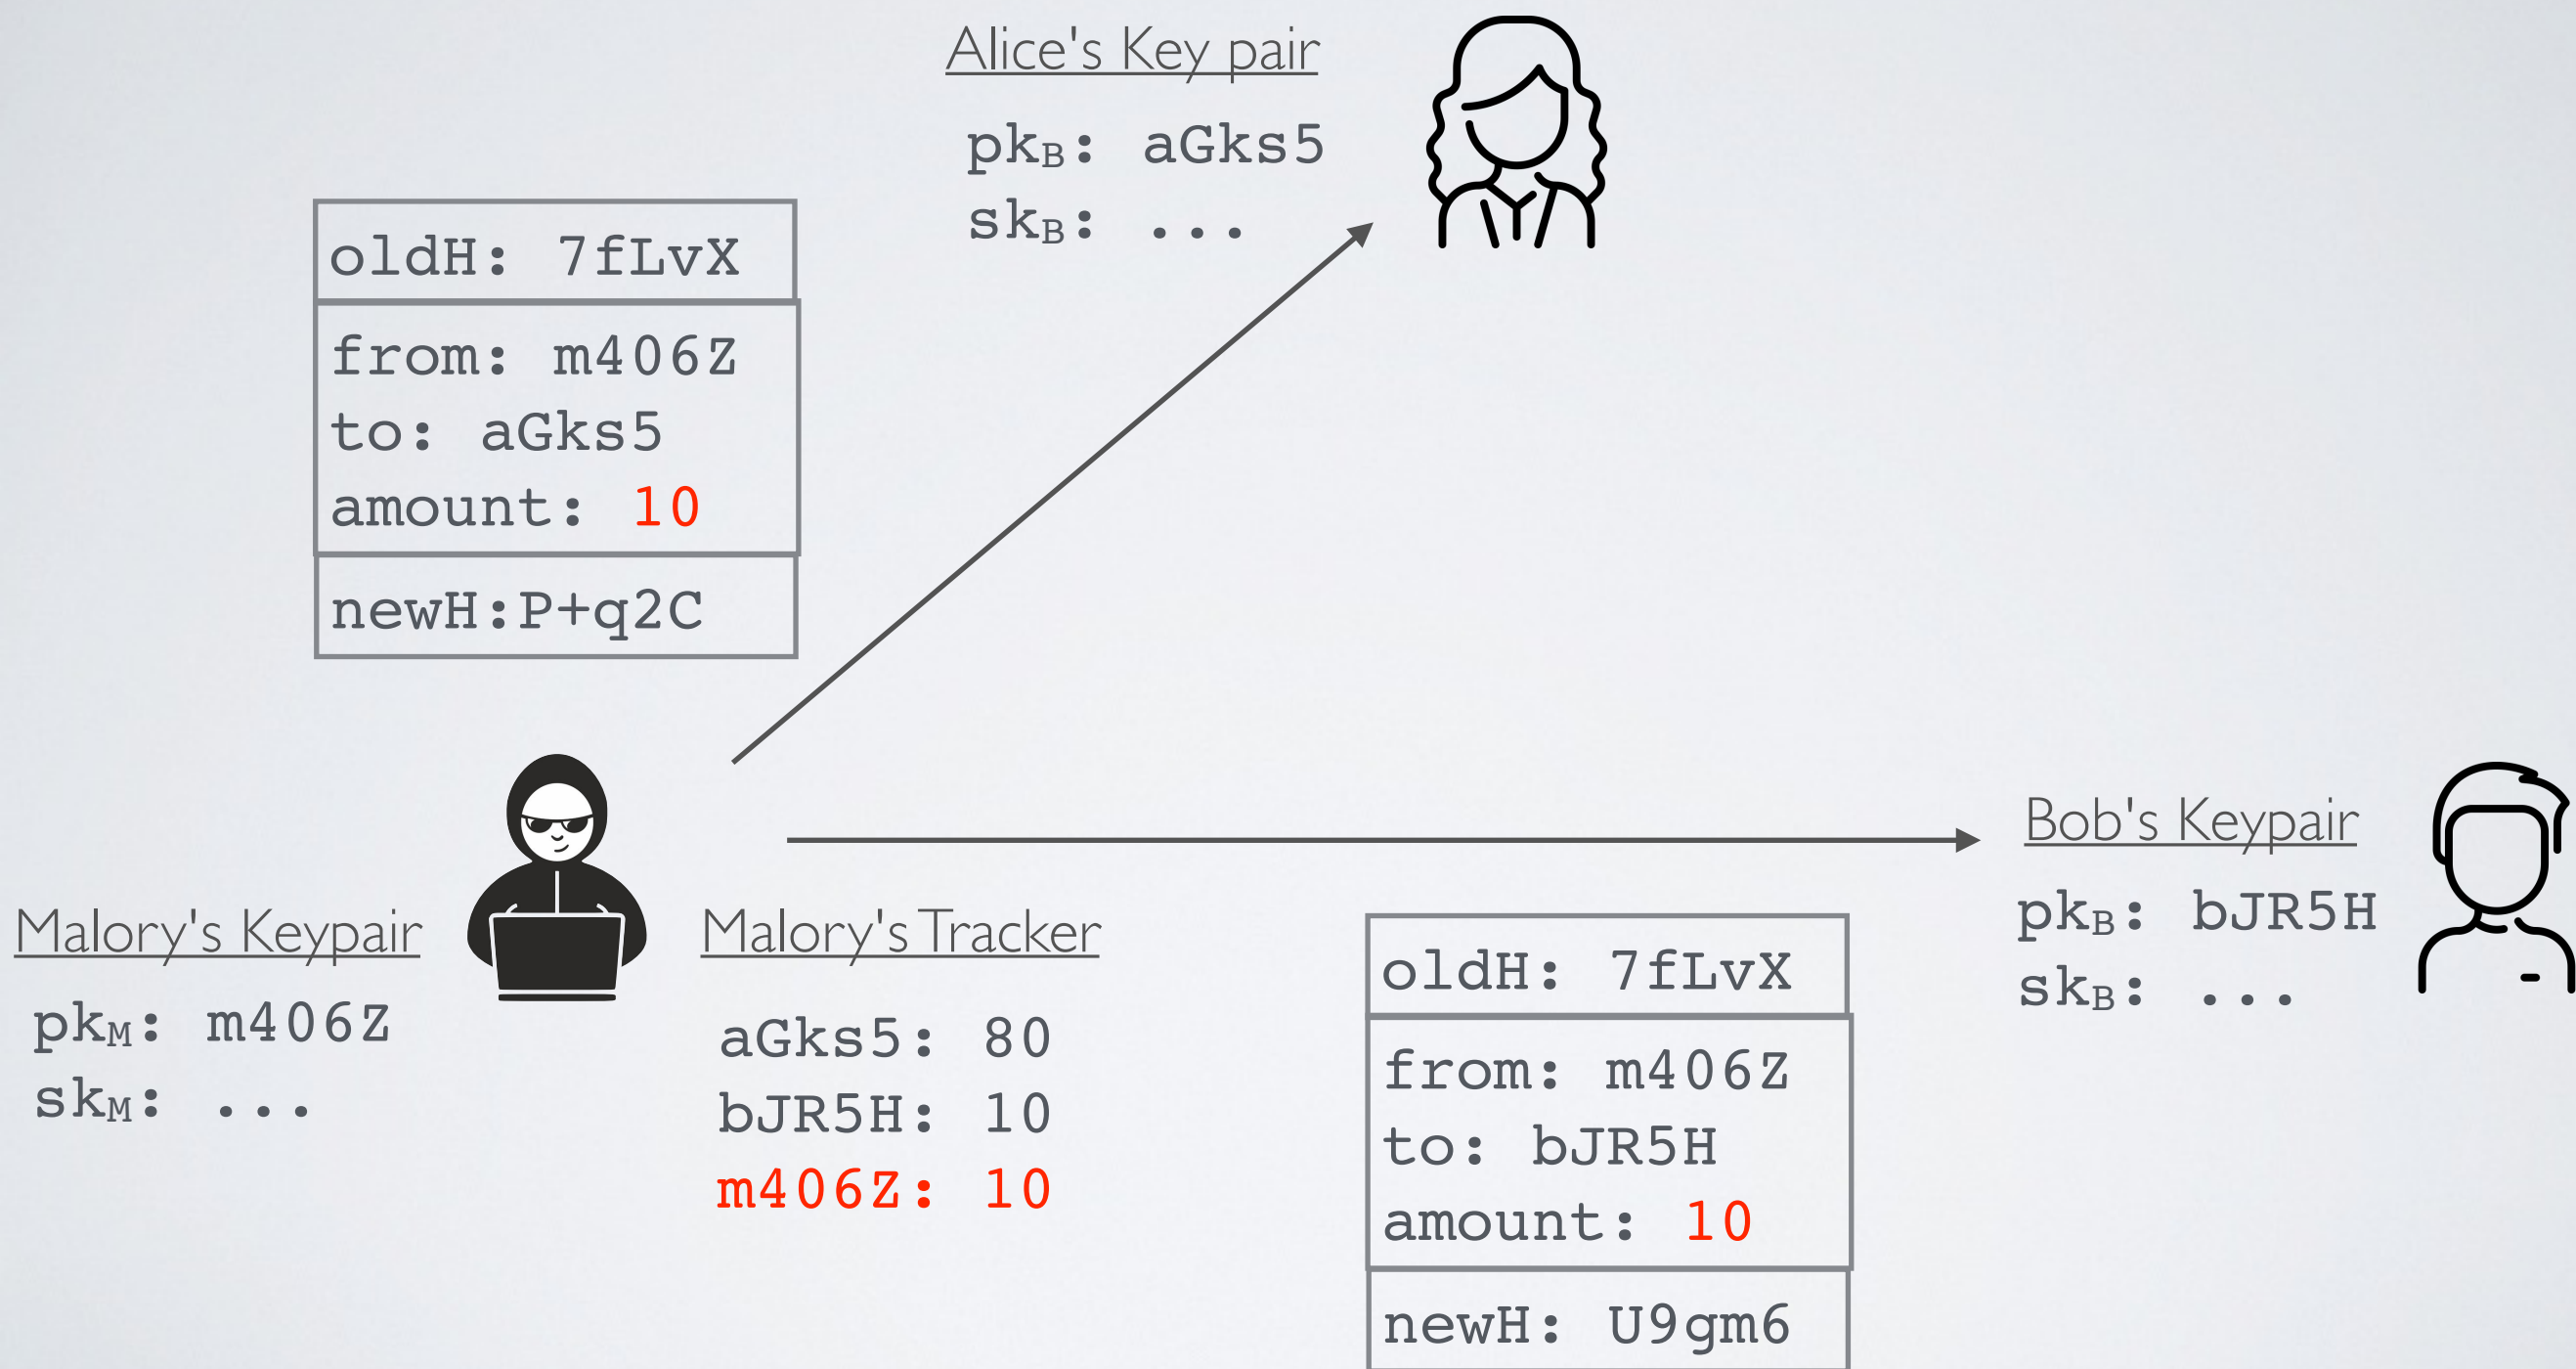 Alice's Key pair
pkB: aGks5
skB: ...
oldH: 7fLvX
from: m406Z
to: aGks5
amount: 10
newH:P+q2C
Malory's Keypair
pkM: m406Z
skM: ...
Malory's Tracker
aGks5: 80
bJR5H: 10
m406Z: 10
oldH: 7fLvX
from: m406Z
to: bJR5H
amount: 10
newH: U9gm6
Bob's Keypair
pkB: bJR5H
skB: ...